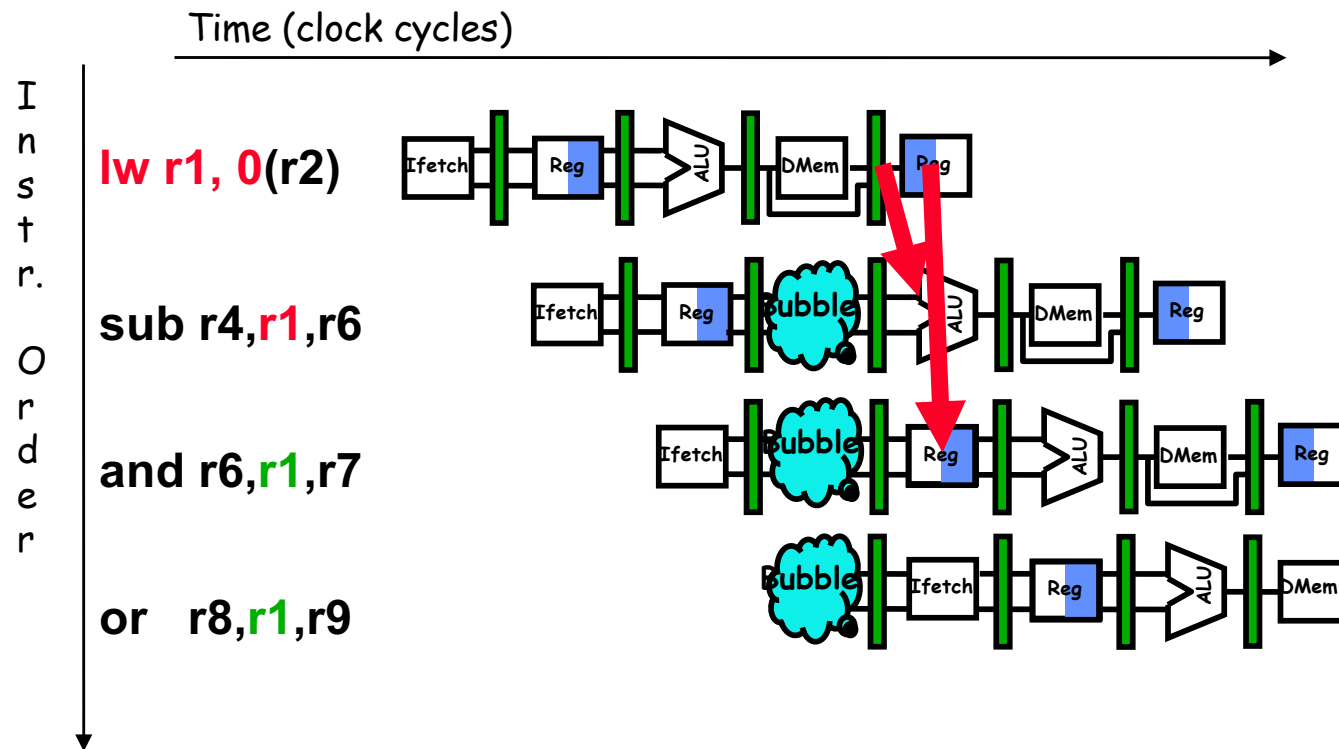 Time (clock cycles)
Instr. Order
lw r1, 0(r2)
Ifetch Reg ALU DMem Reg
sub r4,r1,r6
Ifetch Reg Bubble ALU DMem Reg
and r6,r1,r7
Ifetch Bubble Reg ALU DMem Reg
or r8,r1,r9
Bubble Ifetch Reg ALU DMem